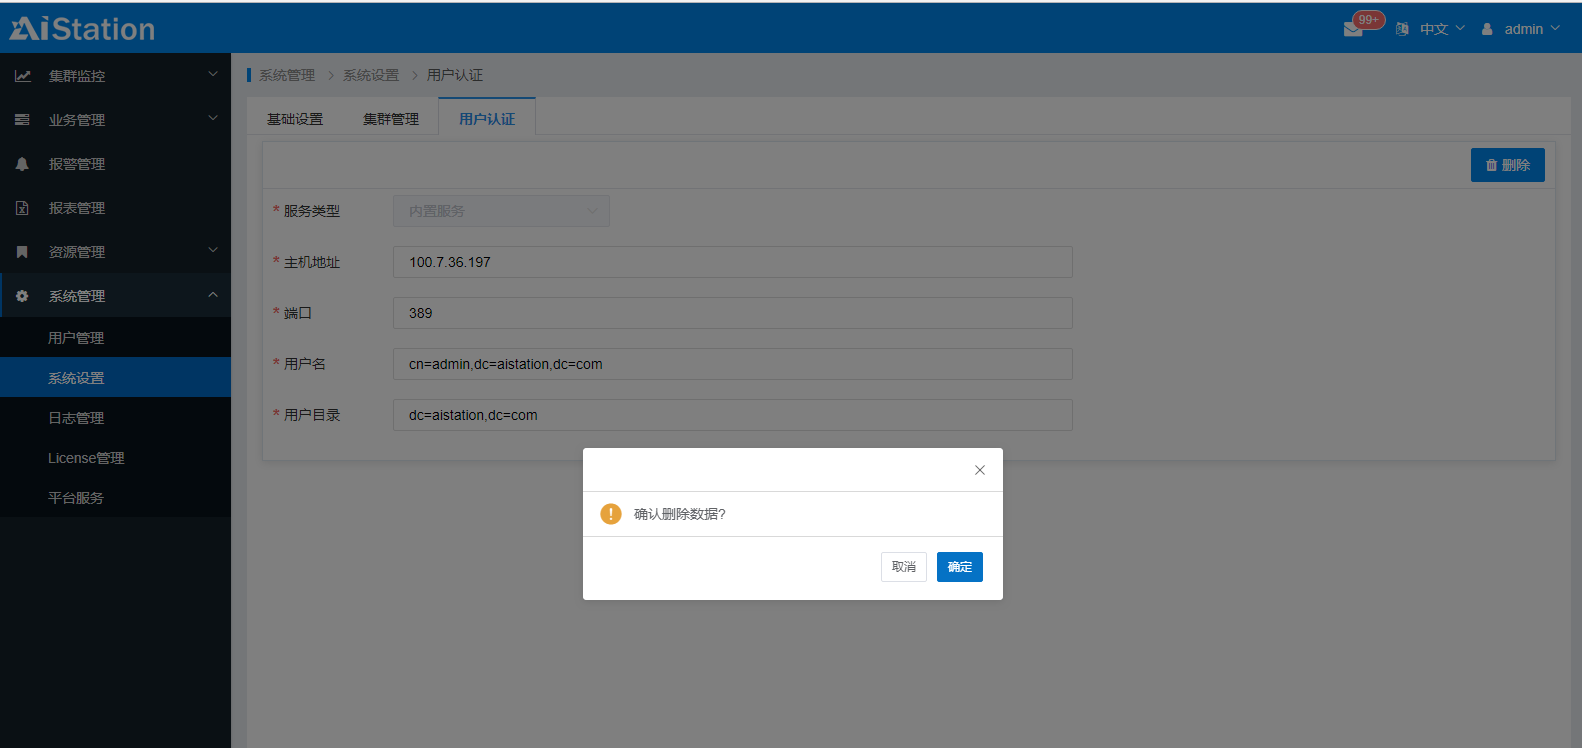 AiStation
99+
中文
admin
集群监控
业务管理
报警管理
报表管理
资源管理
系统管理
用户管理
系统设置
日志管理
License管理
平台服务
系统管理 > 系统设置 > 用户认证
基础设置 集群管理 用户认证
删除
* 服务类型 内置服务
* 主机地址 100.7.36.197
* 端口 389
* 用户名 cn=admin,dc=aistation,dc=com
* 用户目录 dc=aistation,dc=com
确认删除数据?
取消 确定